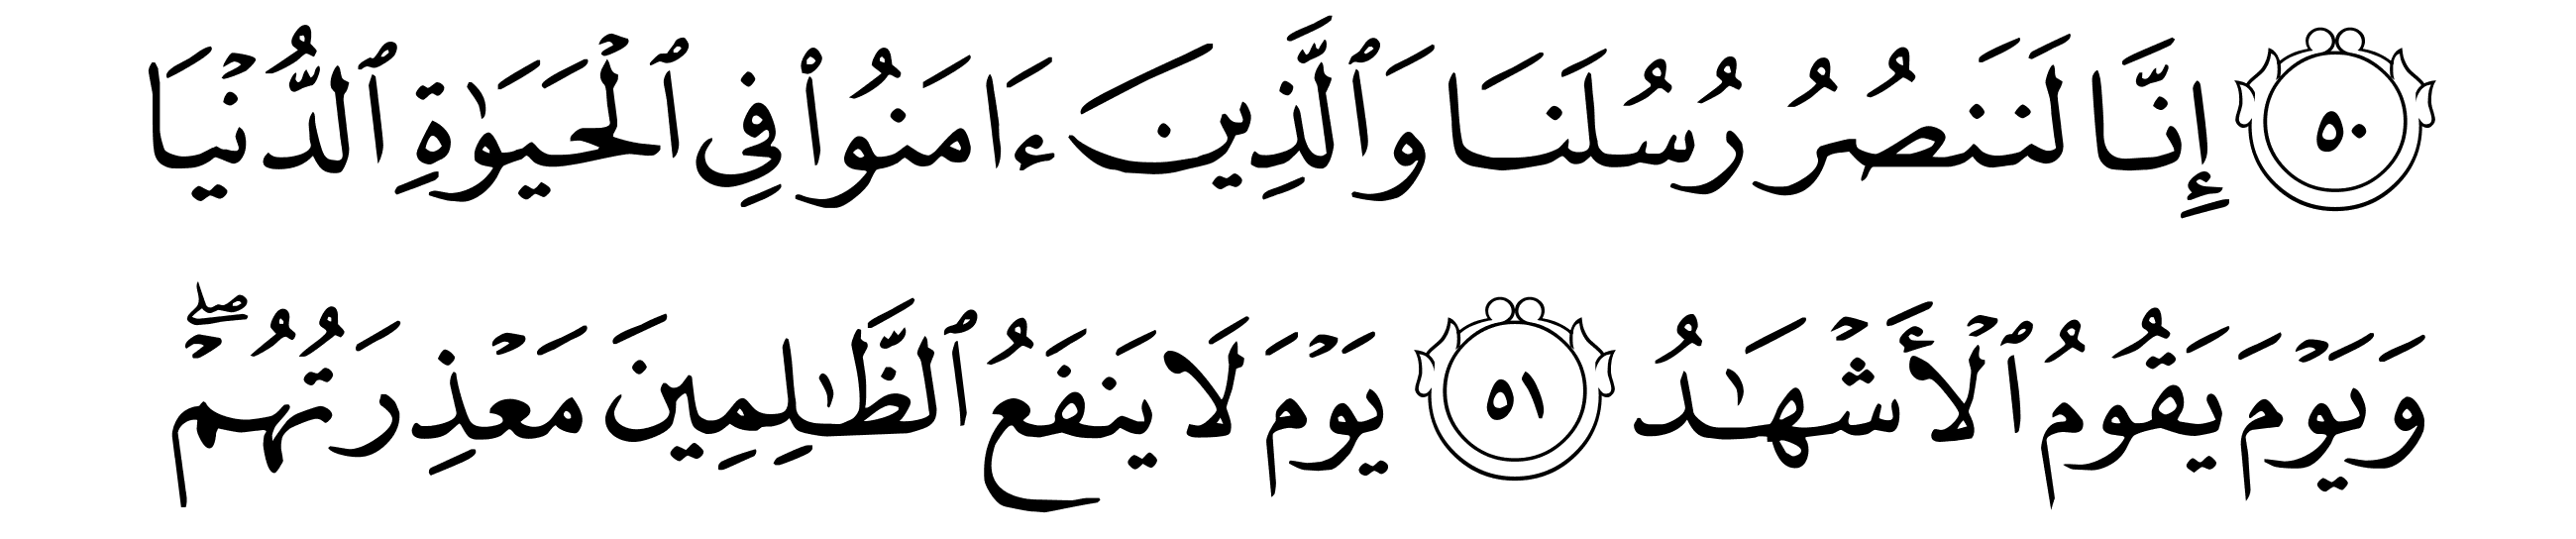 ٥٠ إِنَّا لَنَنصُرُ رُسُلَنَا وَٱلَّذِينَ ءَامَنُوا۟ فِى ٱلْحَيَوٰةِ ٱلدُّنْيَا
وَيَوْمَ يَقُومُ ٱلْأَشْهَـٰدُ ٥١ يَوْمَ لَا يَنفَعُ ٱلظَّـٰلِمِينَ مَعْذِرَتُهُمْ ۖ